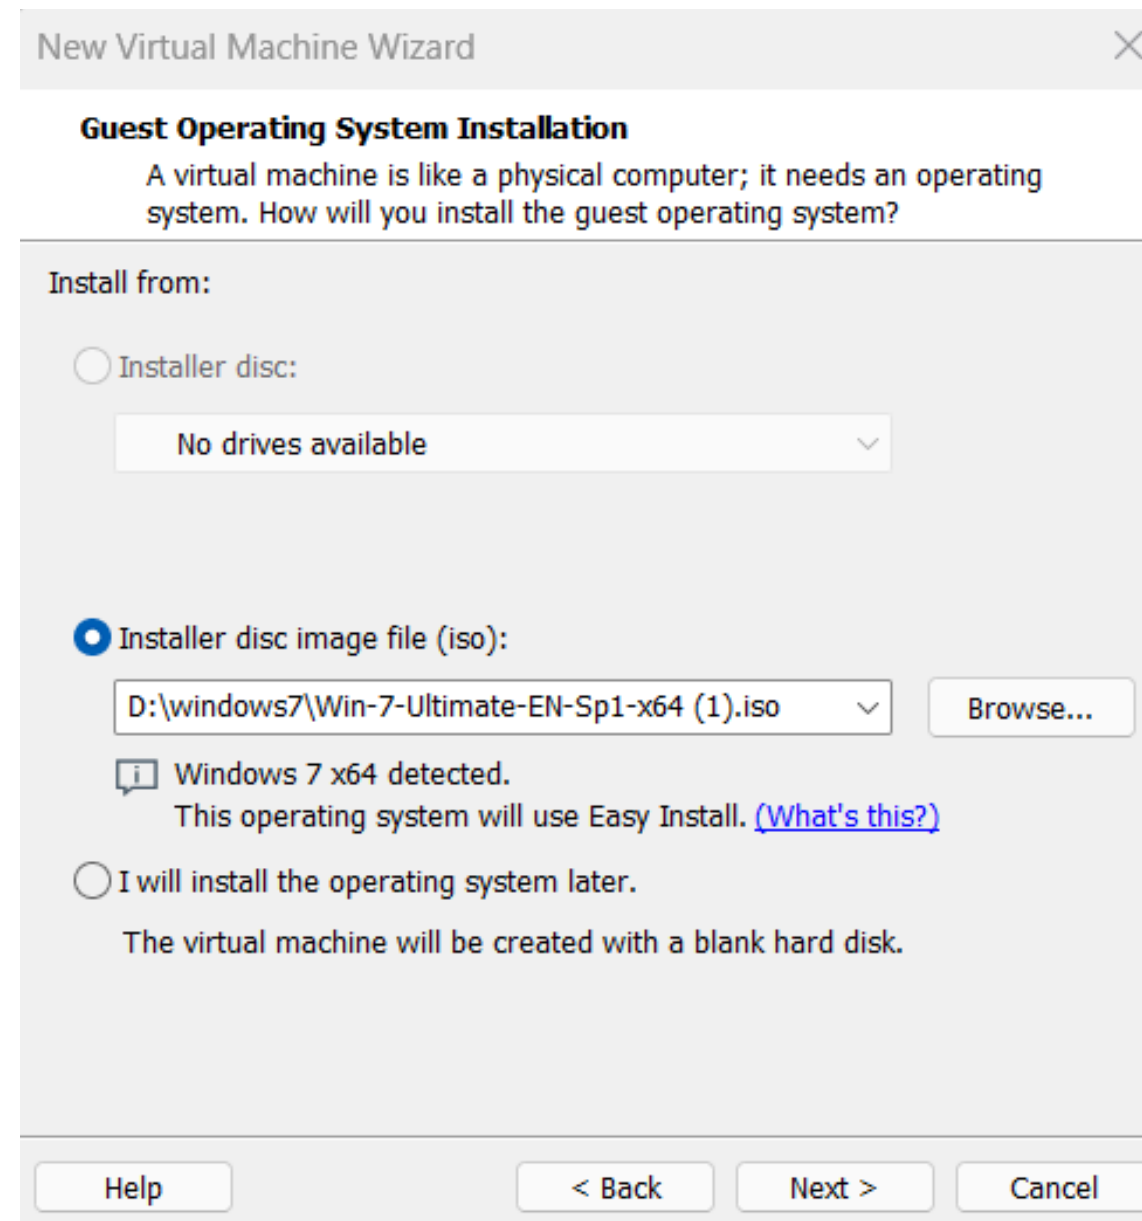 New Virtual Machine Wizard
Guest Operating System Installation
A virtual machine is like a physical computer; it needs an operating
system. How will you install the guest operating system?
Install from:
Installer disc:
No drives available
Installer disc image file (iso):
D:\windows7\Win-7-Ultimate-EN-Sp1-x64 (1).iso
Browse...
Windows 7 x64 detected.
This operating system will use Easy Install. (What's this?)
I will install the operating system later.
The virtual machine will be created with a blank hard disk.
Help < Back Next > Cancel